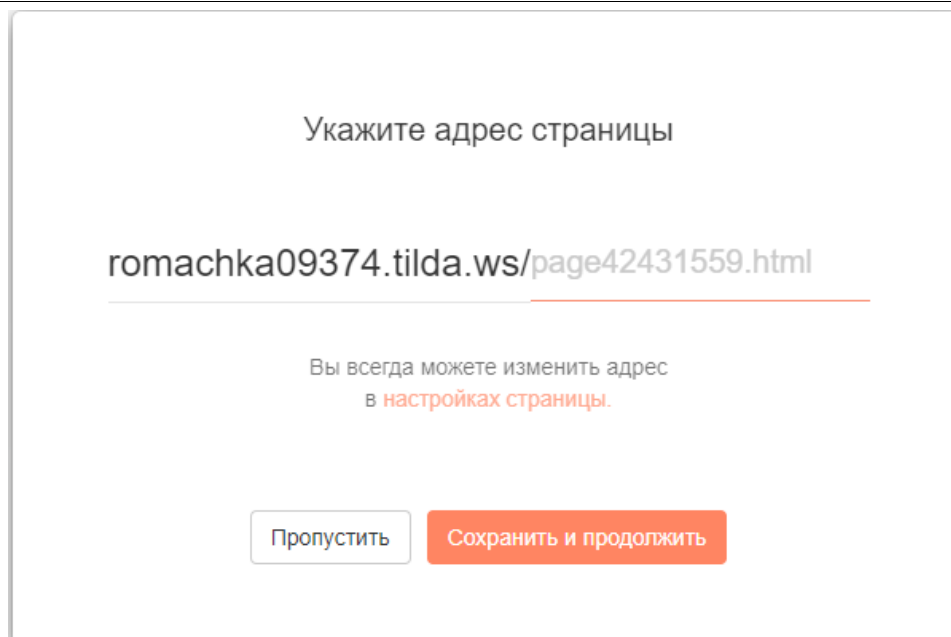 Укажите адрес страницы
romachka09374.tilda.ws/page42431559.html
Вы всегда можете изменить адрес
в настройках страницы.
Пропустить Сохранить и продолжить